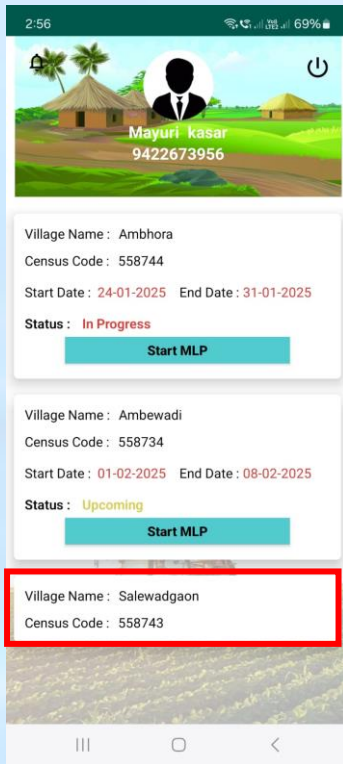 2:56 69%
Mayuri kasar
9422673956
Village Name : Ambhora
Census Code : 558744
Start Date : 24-01-2025 End Date : 31-01-2025
Status : In Progress
Start MLP
Village Name : Ambewadi
Census Code : 558734
Start Date : 01-02-2025 End Date : 08-02-2025
Status : Upcoming
Start MLP
Village Name : Salewadgaon
Census Code : 558743